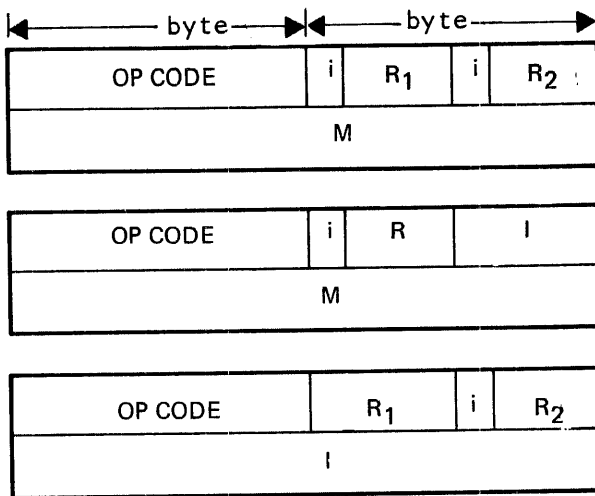 byte byte
OP CODE i R1 i R2
M
OP CODE i R I
M
OP CODE R1 i R2
I